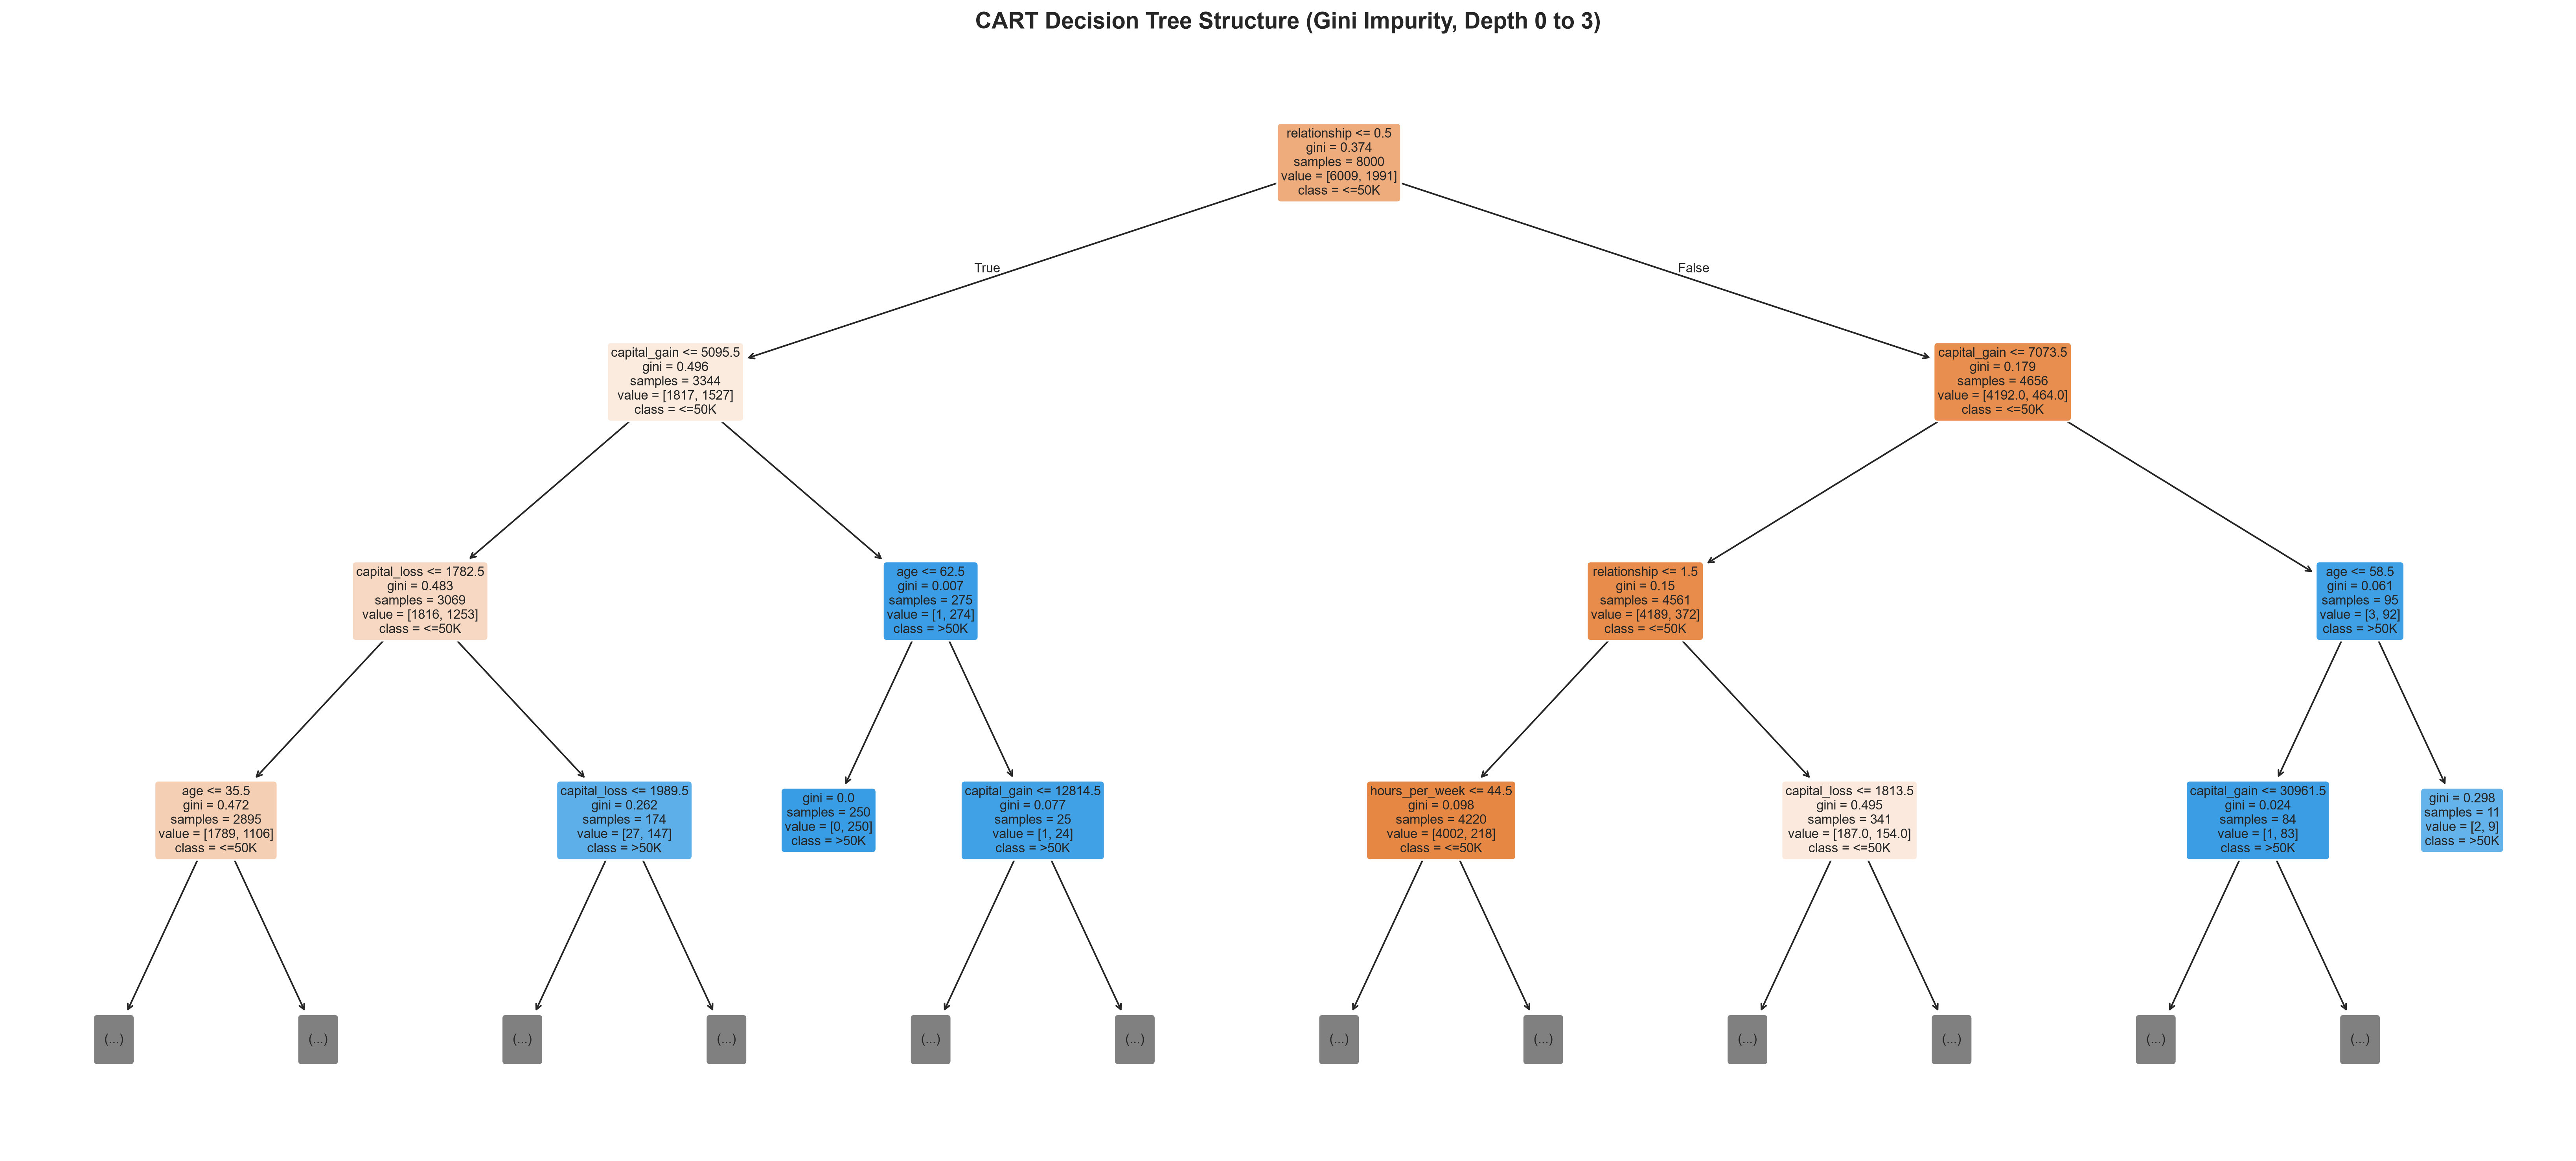 CART Decision Tree Structure (Gini Impurity, Depth 0 to 3)
relationship <= 0.5
gini = 0.374
samples = 8000
value = [6009, 1991]
class = <=50K
True
False
capital_gain <= 5095.5
gini = 0.496
samples = 3344
value = [1817, 1527]
class = <=50K
capital_gain <= 7073.5
gini = 0.179
samples = 4656
value = [4192.0, 464.0]
class = <=50K
capital_loss <= 1782.5
gini = 0.483
samples = 3069
value = [1816, 1253]
class = <=50K
age <= 62.5
gini = 0.007
samples = 275
value = [1, 274]
class = >50K
relationship <= 1.5
gini = 0.15
samples = 4561
value = [4189, 372]
class = <=50K
age <= 58.5
gini = 0.061
samples = 95
value = [3, 92]
class = >50K
age <= 35.5
gini = 0.472
samples = 2895
value = [1789, 1106]
class = <=50K
capital_loss <= 1989.5
gini = 0.262
samples = 174
value = [27, 147]
class = >50K
gini = 0.0
samples = 250
value = [0, 250]
class = >50K
capital_gain <= 12814.5
gini = 0.077
samples = 25
value = [1, 24]
class = >50K
hours_per_week <= 44.5
gini = 0.098
samples = 4220
value = [4002, 218]
class = <=50K
capital_loss <= 1813.5
gini = 0.495
samples = 341
value = [187.0, 154.0]
class = <=50K
capital_gain <= 30961.5
gini = 0.024
samples = 84
value = [1, 83]
class = >50K
gini = 0.298
samples = 11
value = [2, 9]
class = >50K
(...)
(...)
(...)
(...)
(...)
(...)
(...)
(...)
(...)
(...)
(...)
(...)